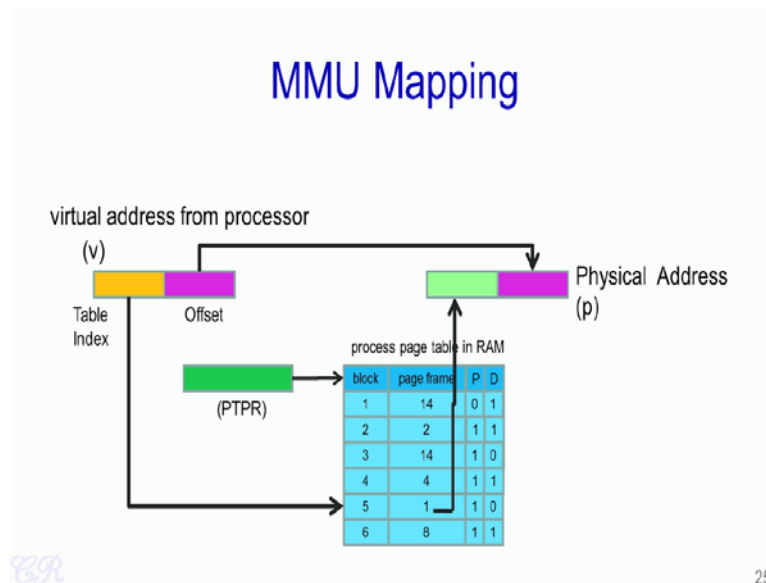 MMU Mapping
virtual address from processor
(v)
Physical Address
(p)
Table
Index
Offset
process page table in RAM
(PTPR)
block page frame P D
1 14 0 1
2 2 1 1
3 14 1 0
4 4 1 1
5 1 1 0
6 8 1 1
CR
25